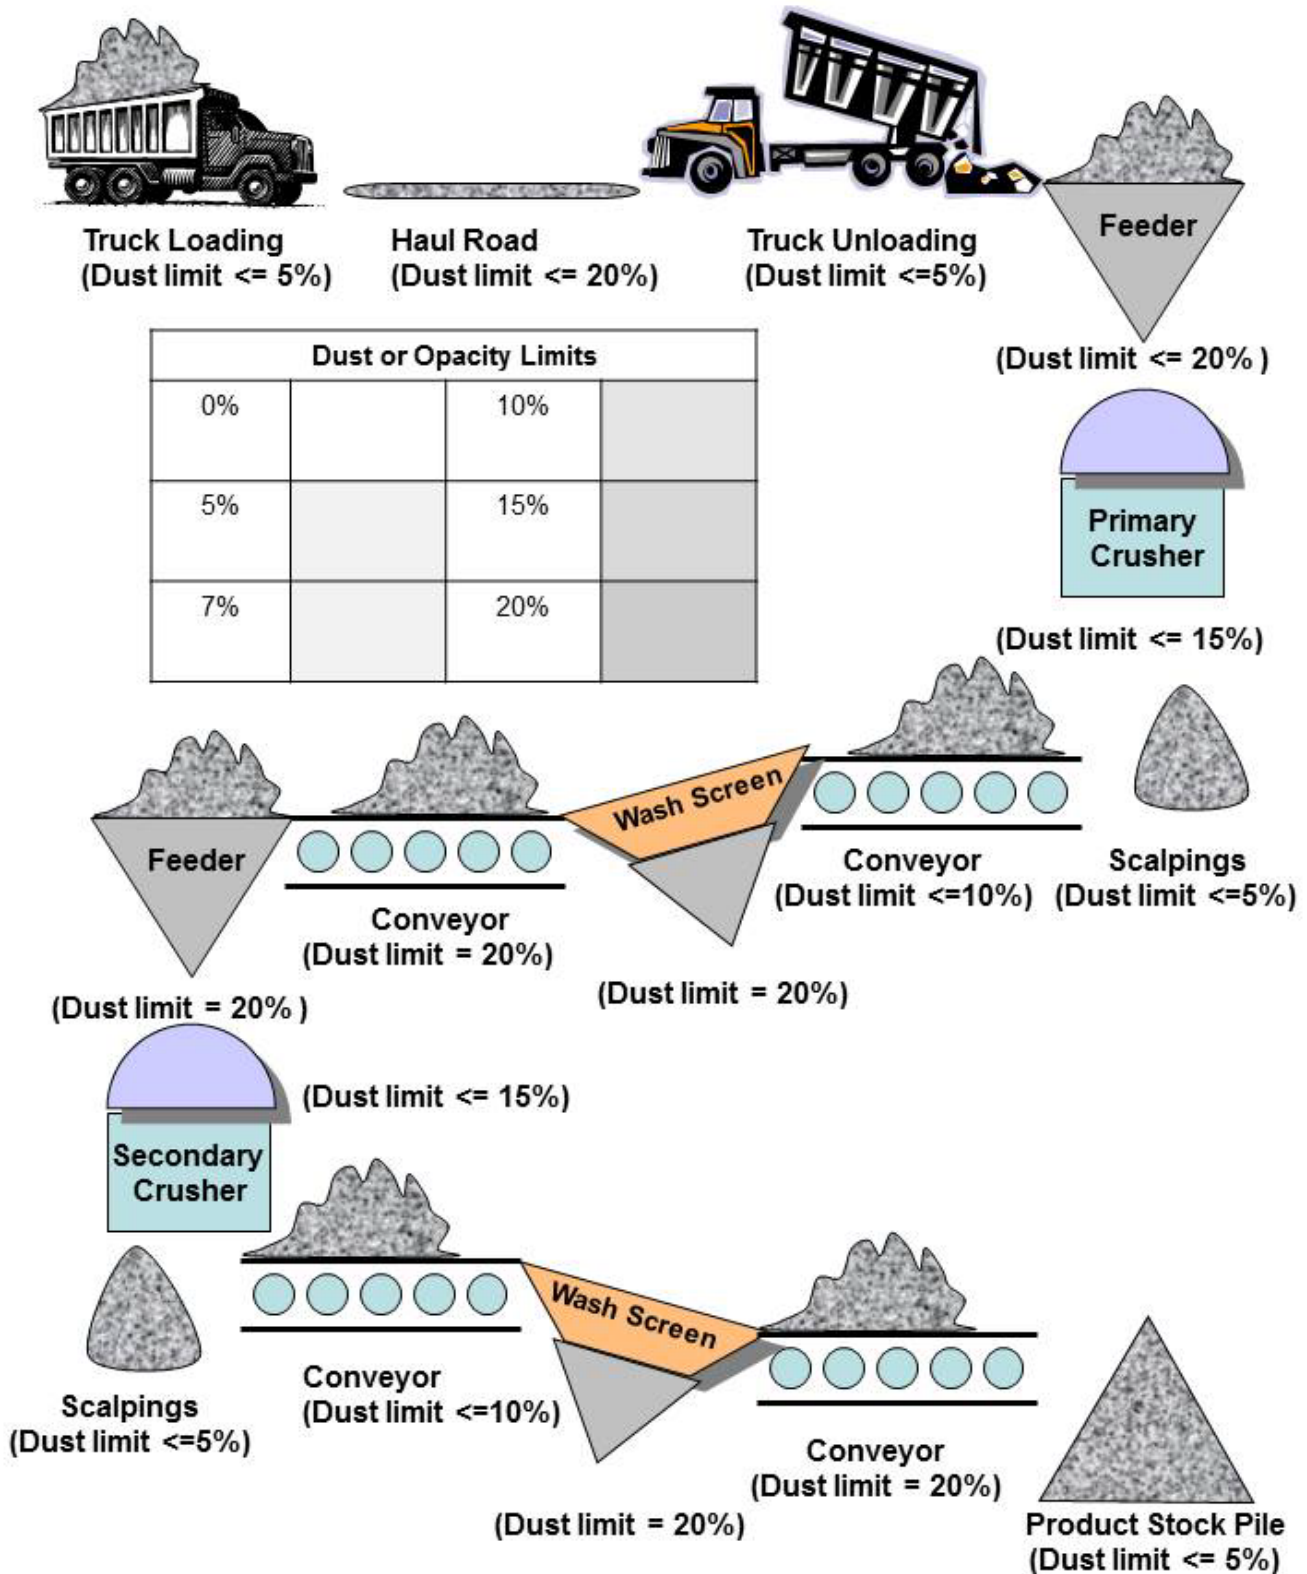 Truck Loading
(Dust limit <= 5%)
Haul Road
(Dust limit <= 20%)
Truck Unloading
(Dust limit <=5%)
Feeder
(Dust limit <= 20% )
Dust or Opacity Limits
0% 10%
5% 15%
7% 20%
Primary
Crusher
(Dust limit <= 15%)
Scalpings
(Dust limit <=5%)
Conveyor
(Dust limit <=10%)
Wash Screen
(Dust limit = 20%)
Conveyor
(Dust limit = 20%)
Feeder
(Dust limit = 20% )
Secondary
Crusher
(Dust limit <= 15%)
Scalpings
(Dust limit <=5%)
Conveyor
(Dust limit <=10%)
Wash Screen
(Dust limit = 20%)
Conveyor
(Dust limit = 20%)
Product Stock Pile
(Dust limit <= 5%)